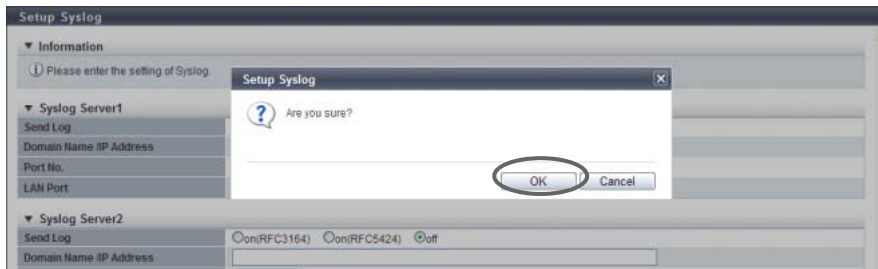 Setup Syslog
▼ Information
Please enter the setting of Syslog.
Setup Syslog
Are you sure?
OK Cancel
▼ Syslog Server1
Send Log
Domain Name /IP Address
Port No.
LAN Port
▼ Syslog Server2
Send Log on(RFC3164) on(RFC5424) off
Domain Name /IP Address